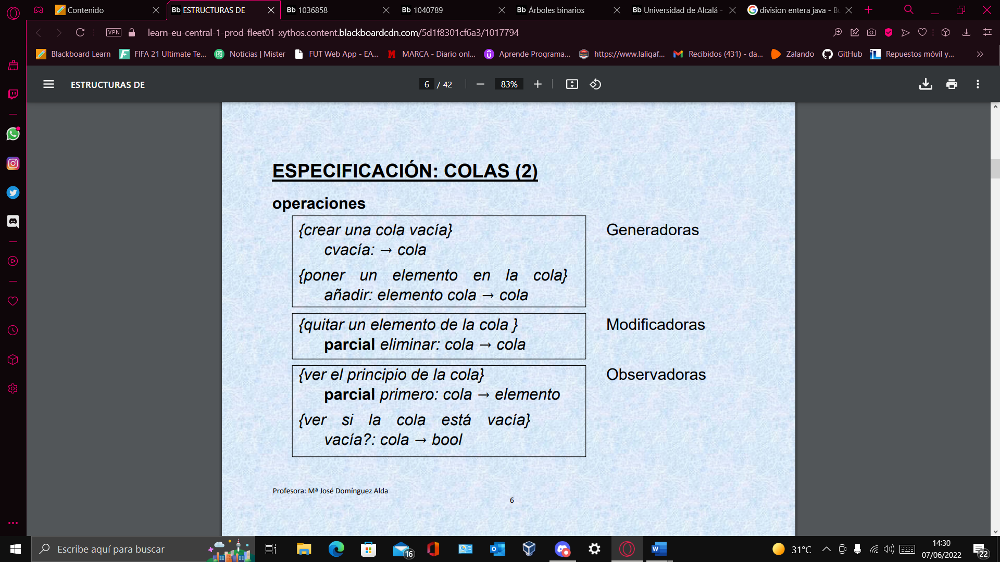 Contenido
Bb ESTRUCTURAS DE
Bb 1036858
Bb 1040789
Bb Árboles binarios
Bb Universidad de Alcalá -
division entera java - Bu
VPN
learn-eu-central-1-prod-fleet01-xythos.content.blackboardcdn.com/5d1f8301cf6a3/1017794
Blackboard Learn
FIFA 21 Ultimate Te...
Noticias | Mister
FUT Web App - EA...
MARCA - Diario onl...
Aprende Programa...
https://www.laligaf...
Recibidos (431) - da...
Zalando
GitHub
Repuestos móvil y...
ESTRUCTURAS DE
6 / 42
83%
ESPECIFICACIÓN: COLAS (2)
operaciones
{crear una cola vacía}
Generadoras
cvacía: → cola
{poner un elemento en la cola}
añadir: elemento cola → cola
{quitar un elemento de la cola }
Modificadoras
parcial eliminar: cola → cola
{ver el principio de la cola}
Observadoras
parcial primero: cola → elemento
{ver si la cola está vacía}
vacía?: cola → bool
Profesora: Mª José Domínguez Alda
6
Escribe aquí para buscar
16
31°C
14:30
07/06/2022
22